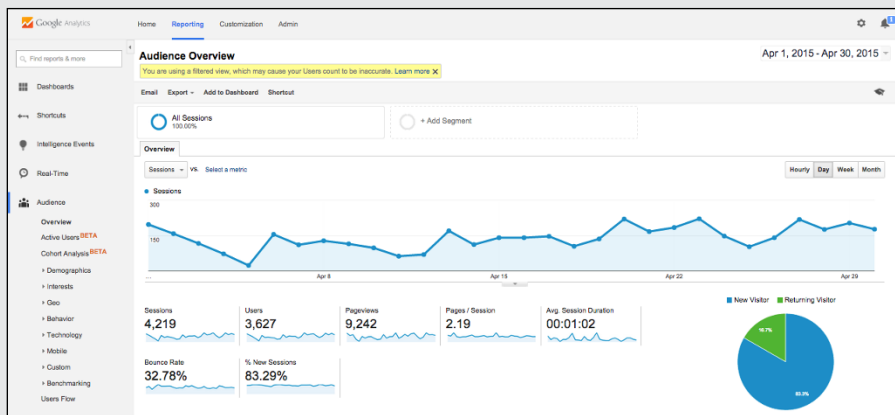 Google Analytics
Home Reporting Customization Admin
1
Find reports & more
Dashboards
Shortcuts
Intelligence Events
Real-Time
Audience
Overview
Active Users BETA
Cohort Analysis BETA
Demographics
Interests
Geo
Behavior
Technology
Mobile
Custom
Benchmarking
Users Flow
Audience Overview
Apr 1, 2015 - Apr 30, 2015
You are using a filtered view, which may cause your Users count to be inaccurate. Learn more X
Email Export Add to Dashboard Shortcut
All Sessions
100.00%
+ Add Segment
Overview
Sessions VS. Select a metric
Hourly Day Week Month
Sessions
300
150
... Apr 8 Apr 15 Apr 22 Apr 29
Sessions
4,219
Users
3,627
Pageviews
9,242
Pages / Session
2.19
Avg. Session Duration
00:01:02
Bounce Rate
32.78%
% New Sessions
83.29%
New Visitor Returning Visitor
16.7%
83.3%